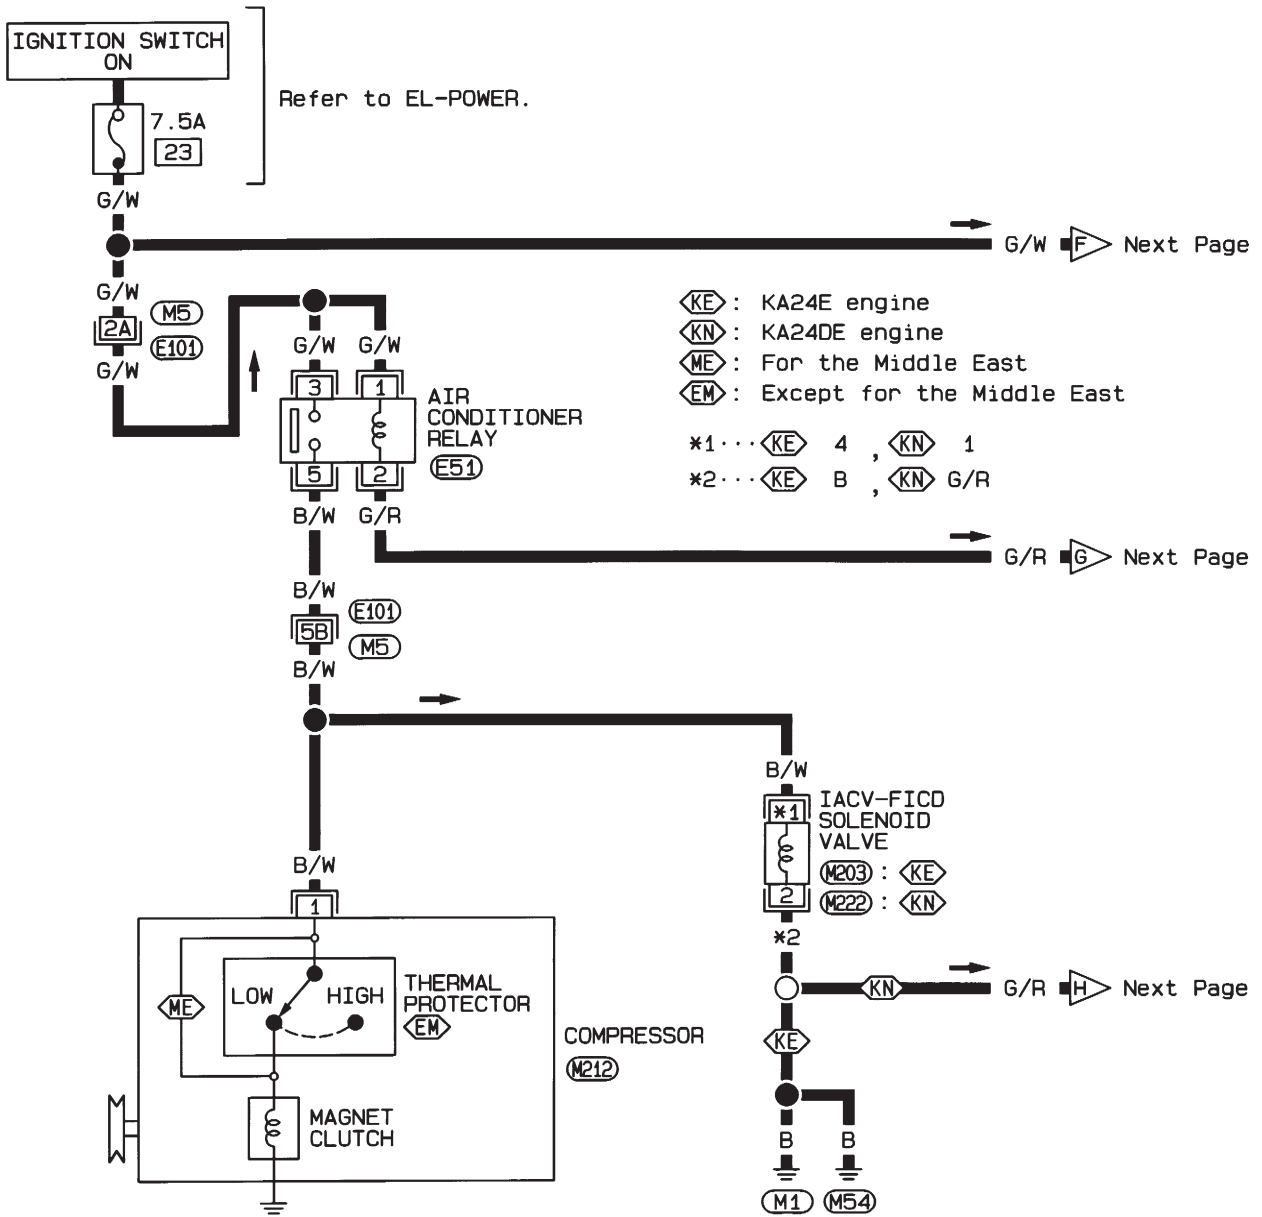 IGNITION SWITCH
ON
Refer to EL-POWER.
7.5A
23
G/W
G/W F Next Page
G/W
M5
2A
E101
G/W
G/W G/W
3 1
AIR
CONDITIONER
RELAY
E51
5 2
B/W G/R
KE : KA24E engine
KN : KA24DE engine
ME : For the Middle East
EM : Except for the Middle East
*1··· KE 4 , KN 1
*2··· KE B , KN G/R
G/R G Next Page
B/W
E101
5B
M5
B/W
B/W
*1
IACV-FICD
SOLENOID
VALVE
M203 : KE
2
M222 : KN
*2
B/W
1
KN G/R H Next Page
ME
LOW HIGH
THERMAL
PROTECTOR
EM
COMPRESSOR
M212
KE
MAGNET
CLUTCH
B B
M1 M54